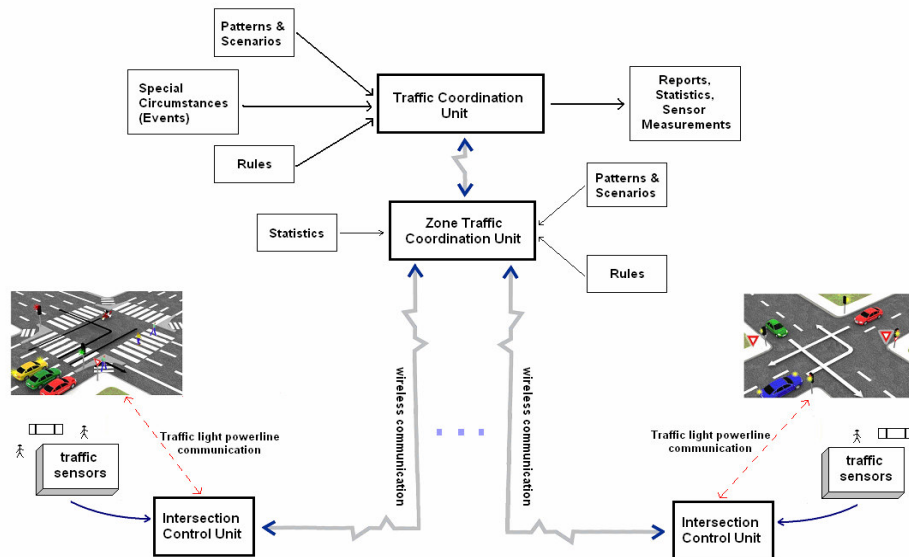 Patterns &
Scenarios
Special
Circumstances
(Events)
Rules
Traffic Coordination
Unit
Reports,
Statistics,
Sensor
Measurements
Patterns &
Scenarios
Statistics
Zone Traffic
Coordination Unit
Rules
wireless communication
wireless communication
Traffic light powerline
communication
traffic
sensors
Intersection
Control Unit
Traffic light powerline
communication
traffic
sensors
Intersection
Control Unit